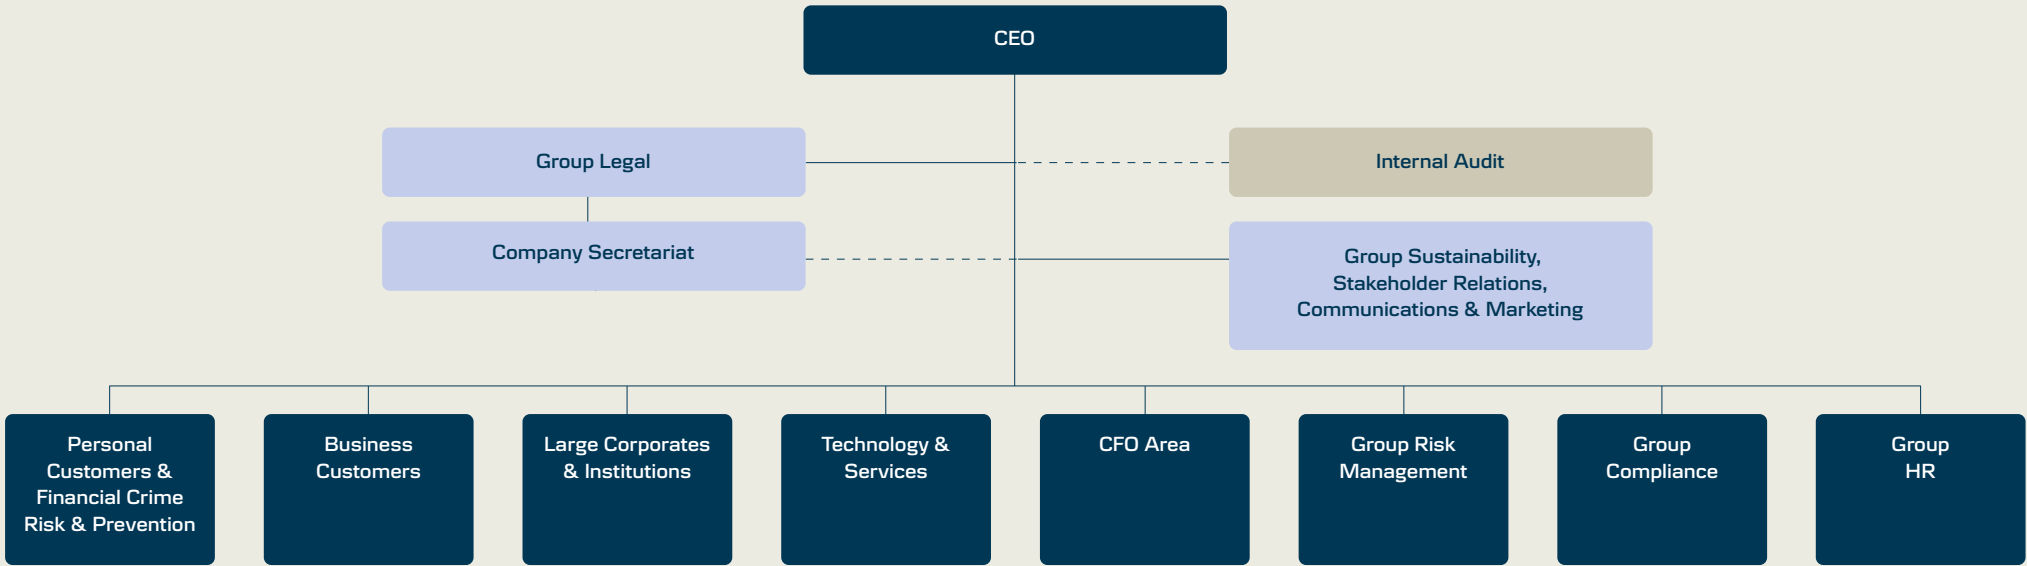 CEO
Group Legal
Internal Audit
Company Secretariat
Group Sustainability,
Stakeholder Relations,
Communications & Marketing
Personal
Customers &
Financial Crime
Risk & Prevention
Business
Customers
Large Corporates
& Institutions
Technology &
Services
CFO Area
Group Risk
Management
Group
Compliance
Group
HR